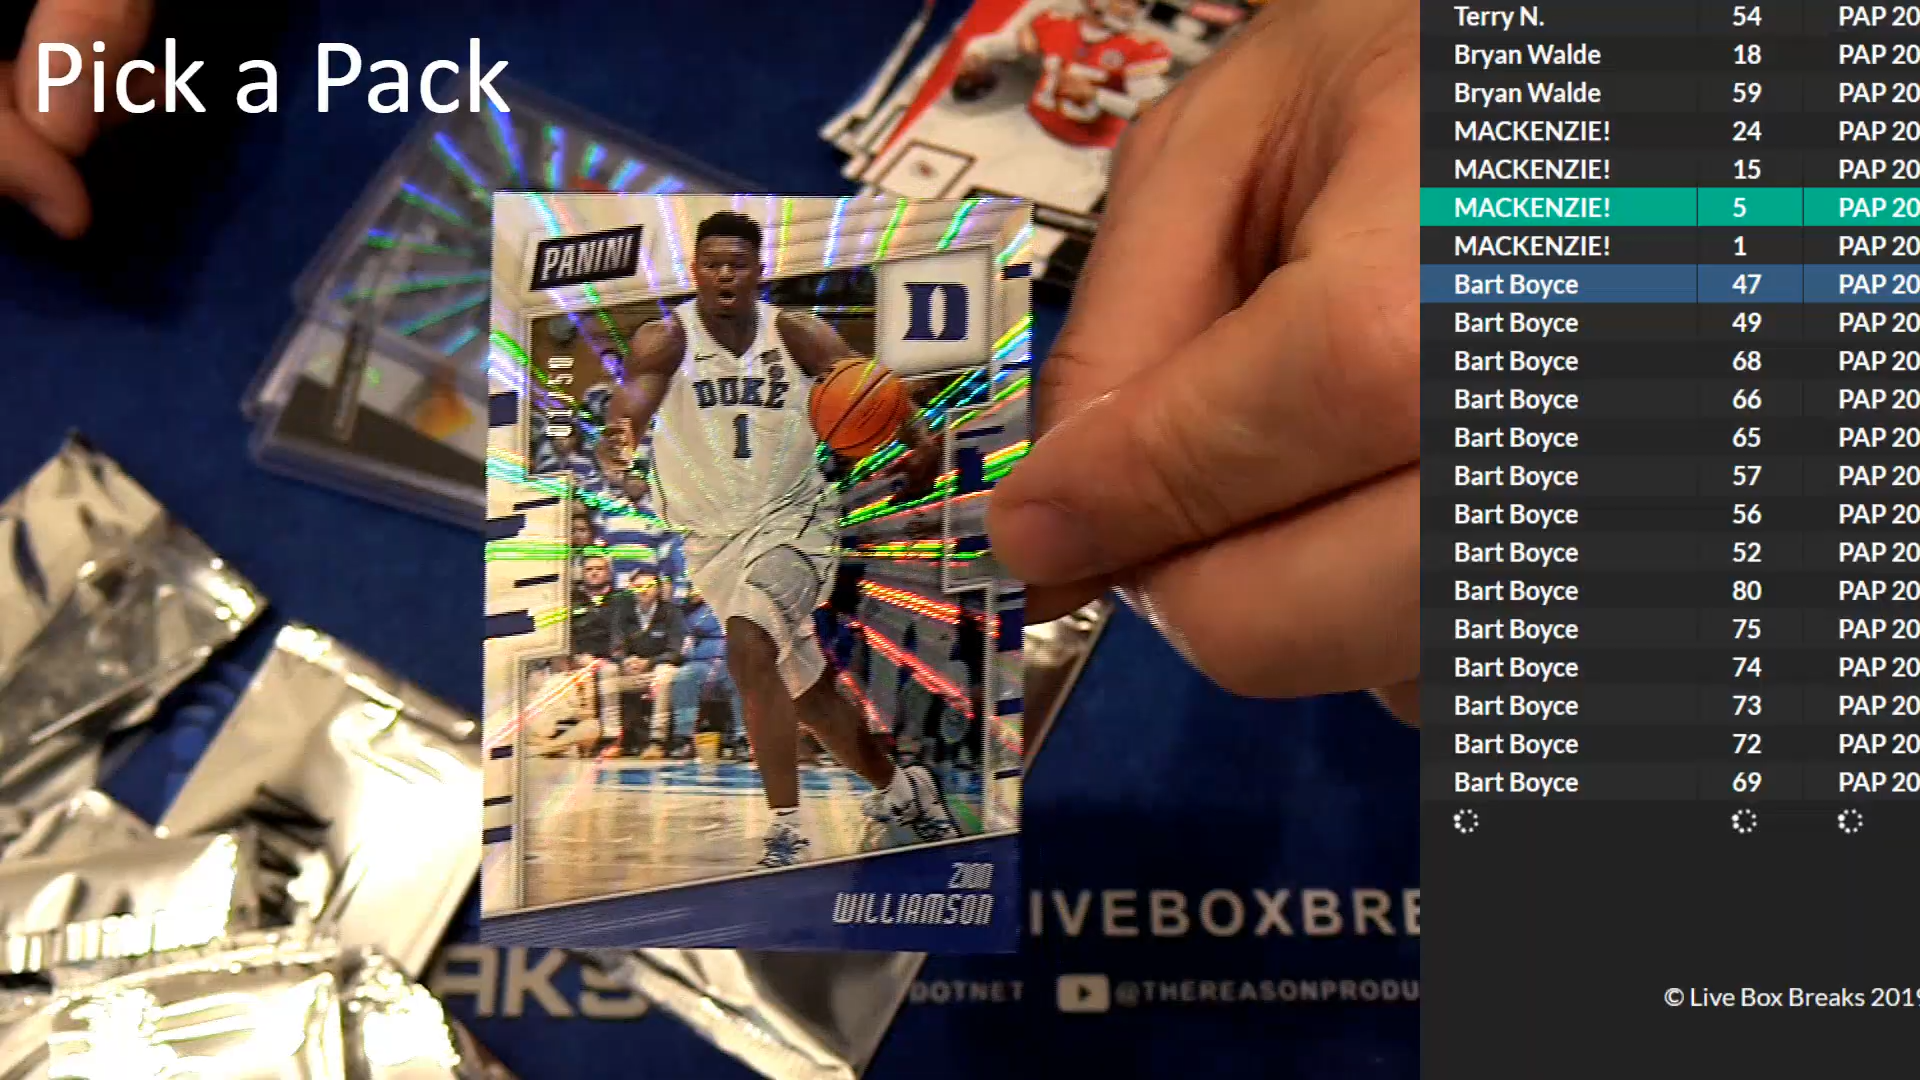 Pick a Pack
PANINI
D
01/50
DUKE
1
ZION
WILLIAMSON
15
IVEBOXBRE
AKS
DOTNET
@THEREASONPRODU
Terry N. 54 PAP 20
Bryan Walde 18 PAP 20
Bryan Walde 59 PAP 20
MACKENZIE! 24 PAP 20
MACKENZIE! 15 PAP 20
MACKENZIE! 5 PAP 20
MACKENZIE! 1 PAP 20
Bart Boyce 47 PAP 20
Bart Boyce 49 PAP 20
Bart Boyce 68 PAP 20
Bart Boyce 66 PAP 20
Bart Boyce 65 PAP 20
Bart Boyce 57 PAP 20
Bart Boyce 56 PAP 20
Bart Boyce 52 PAP 20
Bart Boyce 80 PAP 20
Bart Boyce 75 PAP 20
Bart Boyce 74 PAP 20
Bart Boyce 73 PAP 20
Bart Boyce 72 PAP 20
Bart Boyce 69 PAP 20
© Live Box Breaks 2019